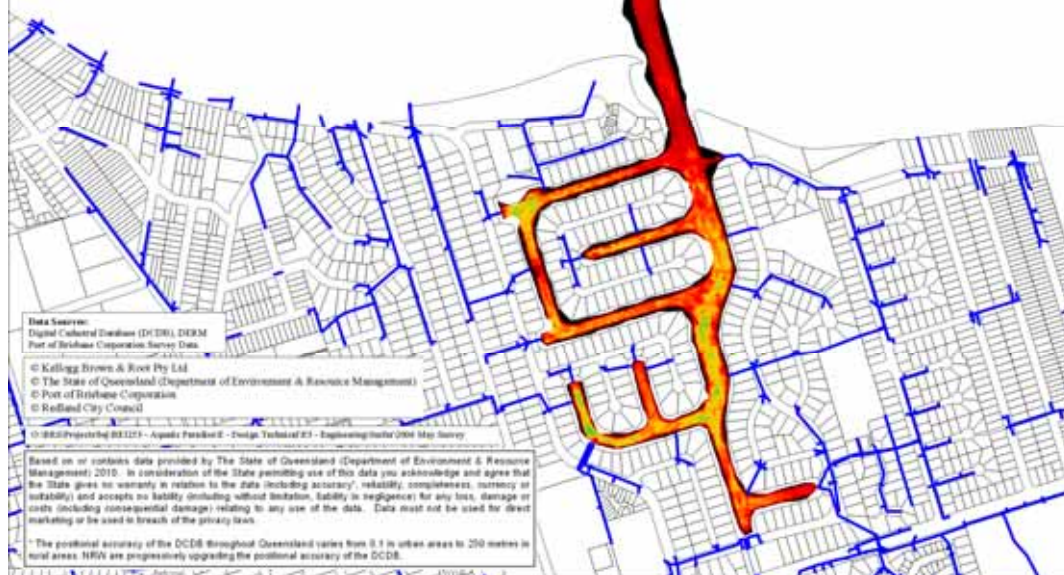 Data Sources:
Digital Cadastral Database (DCDB), DERM
Port of Brisbane Corporation Survey Data
© Kellogg Brown & Root Pty Ltd
© The State of Queensland (Department of Environment & Resource Management)
© Port of Brisbane Corporation
© Redland City Council
Aquatic Paradise - Design Technical - Engineering May Survey
Based on or contains data provided by The State of Queensland (Department of Environment & Resource
Management) 2010. In consideration of the State permitting use of this data you acknowledge and agree that
the State gives no warranty in relation to the data (including accuracy*, reliability, completeness, currency or
suitability) and accepts no liability (including without limitation, liability in negligence) for any loss, damage or
costs (including consequential damage) relating to any use of the data. Data must not be used for direct
marketing or be used in breach of the privacy laws.
* The positional accuracy of the DCDB throughout Queensland varies from 0.1 in urban areas to 250 metres in
rural areas. NRW are progressively upgrading the positional accuracy of the DCDB.